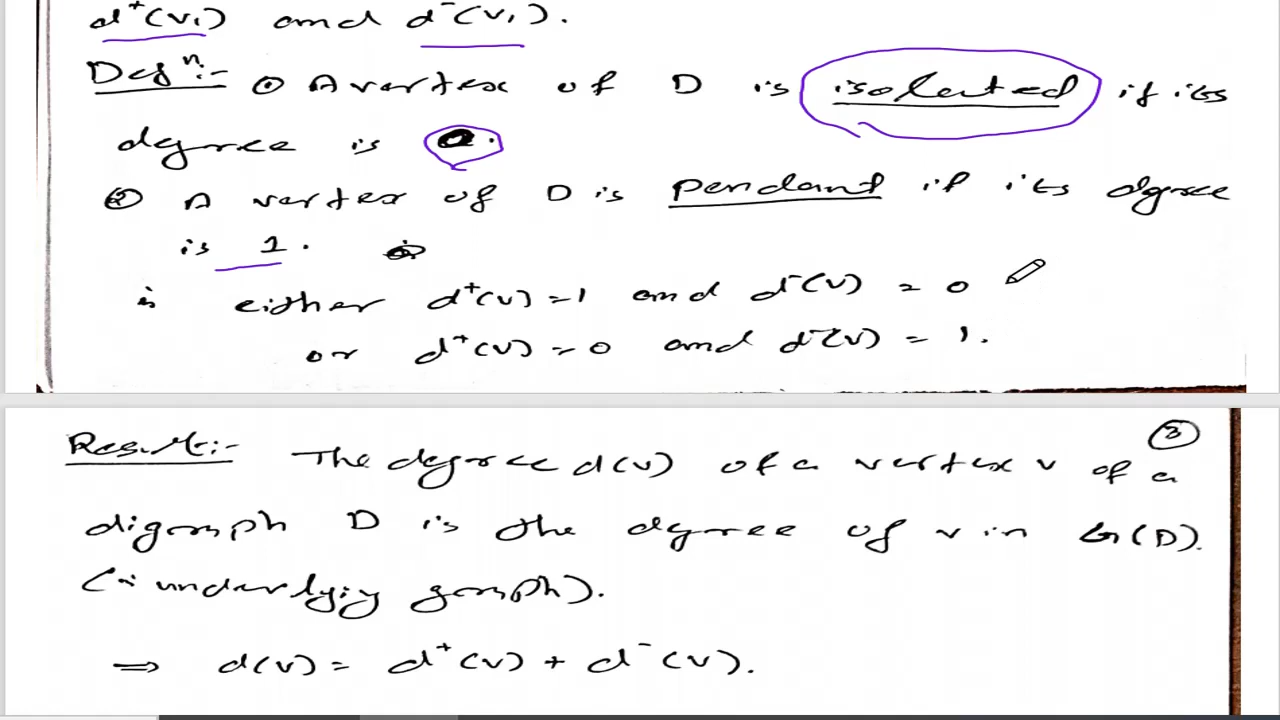 d⁺(v₁) and d⁻(v₁).
Defⁿ:- ① A vertex of D is isolated if its
degree is 0.
② A vertex of D is pendant if its degree
is 1.
either d⁺(v)=1 and d⁻(v) = 0
or d⁺(v)=0 and d⁻(v) = 1.
Result:- The degree d(v) of a vertex v of a
digraph D is the degree of v in G(D).
( underlying graph).
⇒ d(v) = d⁺(v) + d⁻(v).